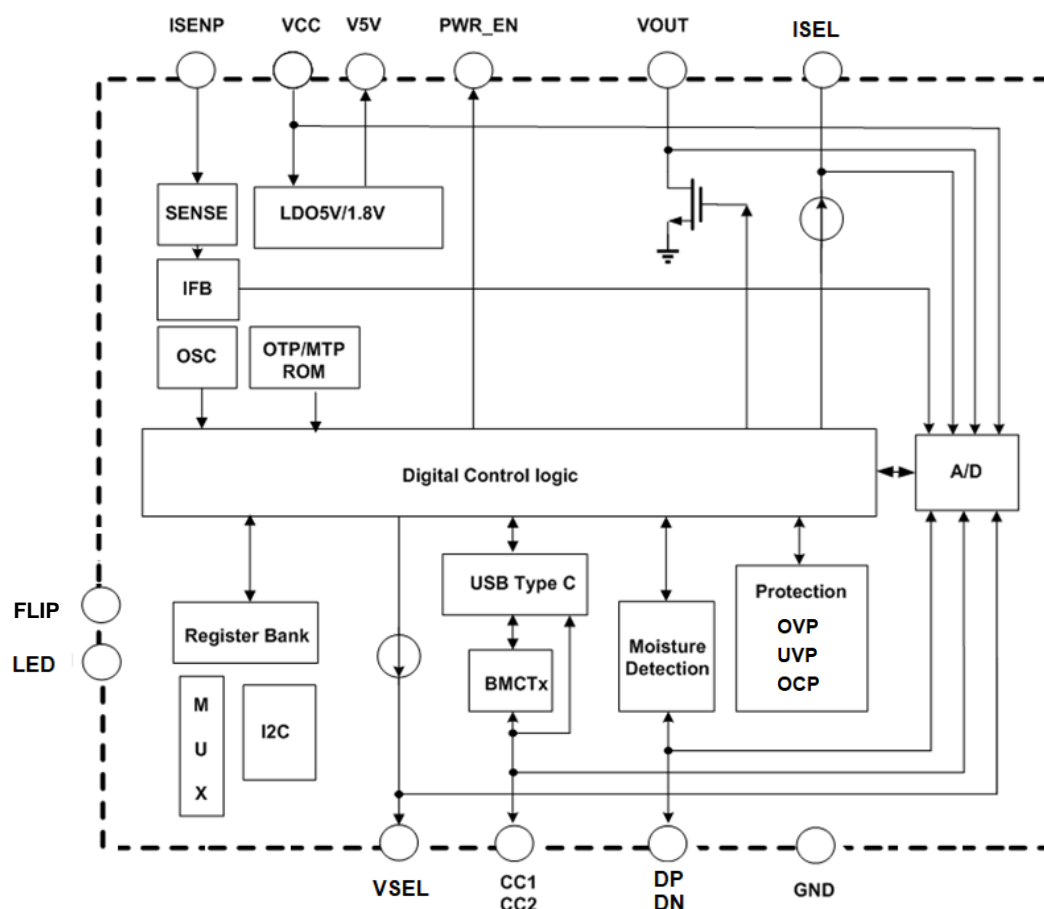 ISENP
VCC
V5V
PWR_EN
VOUT
ISEL
SENSE
LDO5V/1.8V
IFB
OSC
OTP/MTP
ROM
Digital Control logic
A/D
FLIP
LED
Register Bank
USB Type C
BMCTx
Moisture
Detection
Protection
OVP
UVP
OCP
M
U
X
I2C
VSEL
CC1
CC2
DP
DN
GND